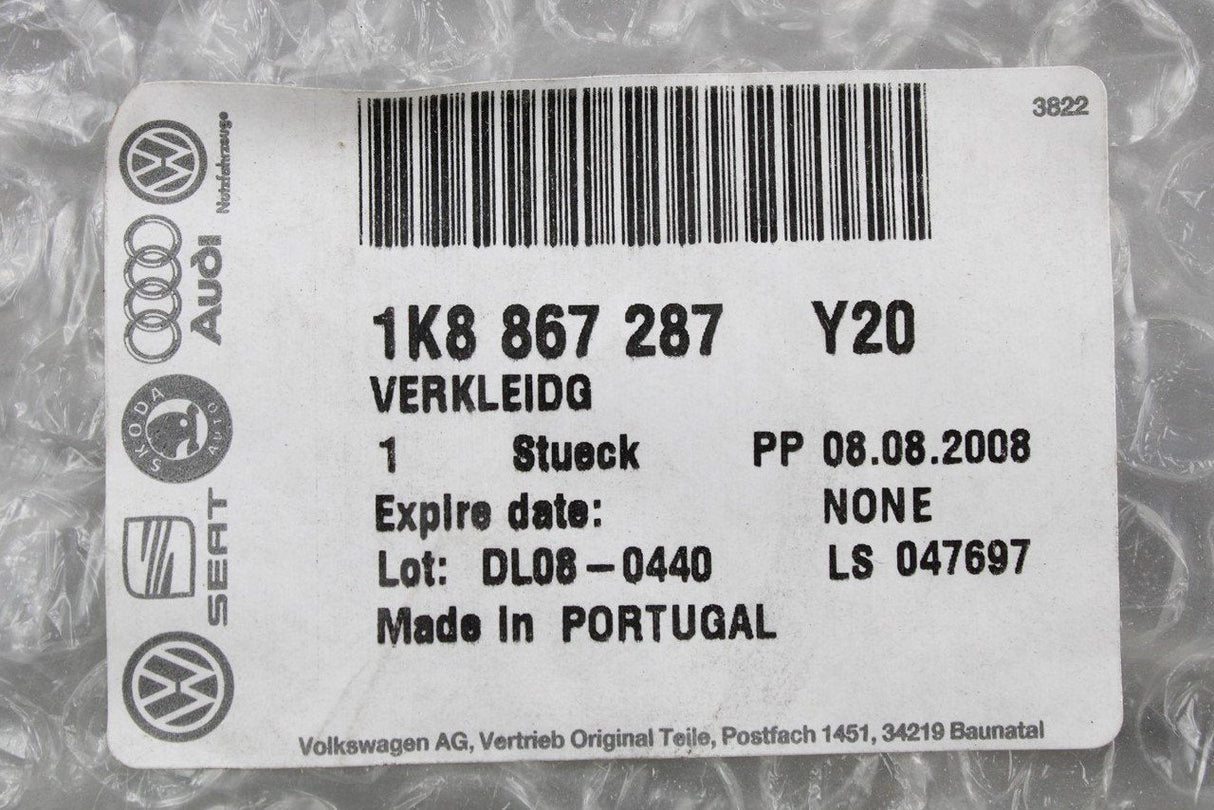 3822
Nutzfahrzeuge
Audi
SKODA AUTO
SEAT
1K8 867 287 Y20
VERKLEIDG
1 Stueck PP 08.08.2008
Expire date: NONE
Lot: DL08-0440 LS 047697
Made in PORTUGAL
Volkswagen AG, Vertrieb Original Teile, Postfach 1451, 34219 Baunatal